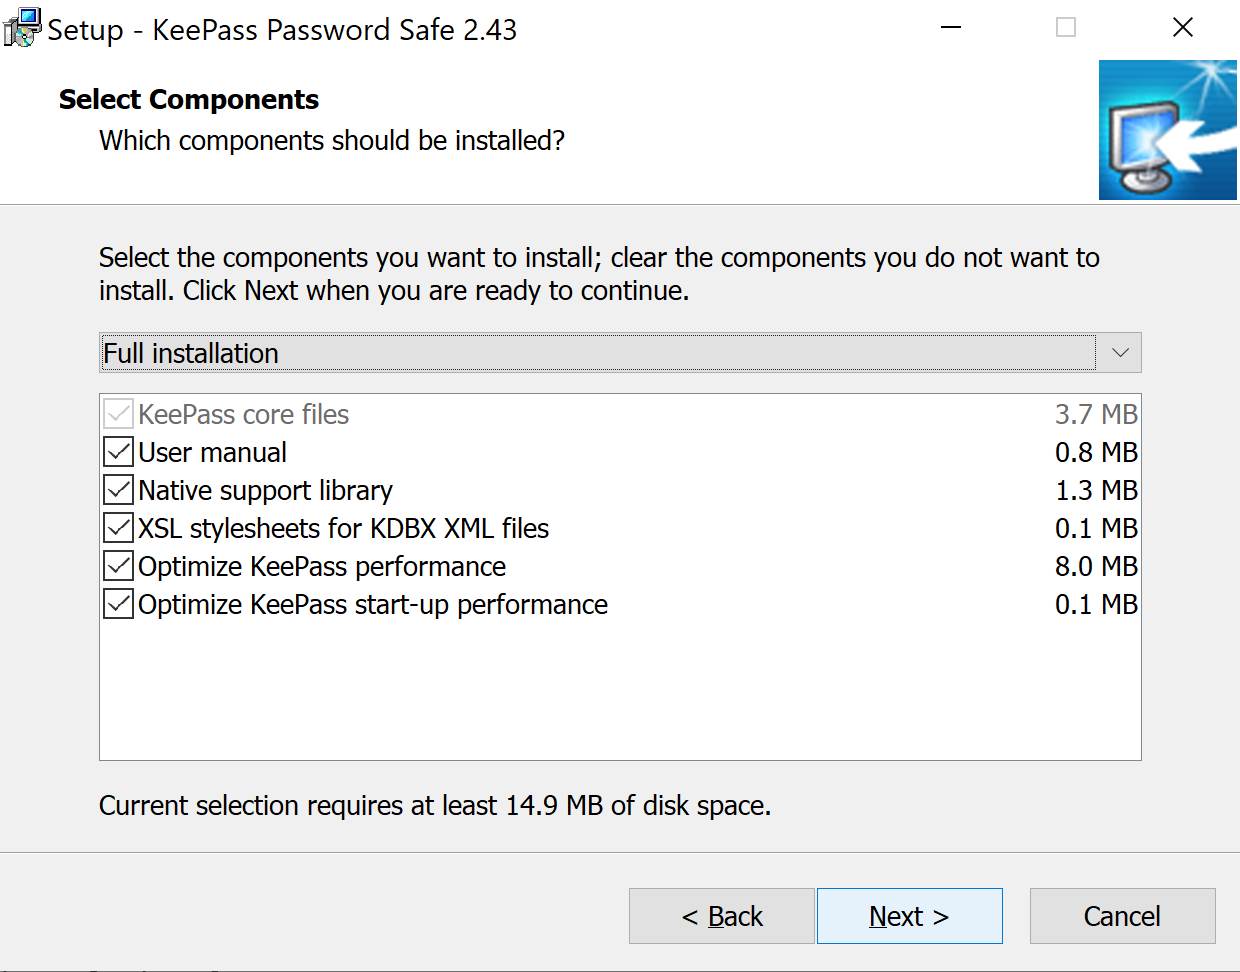 Setup - KeePass Password Safe 2.43
Select Components
Which components should be installed?
Select the components you want to install; clear the components you do not want to
install. Click Next when you are ready to continue.
Full installation
KeePass core files 3.7 MB
User manual 0.8 MB
Native support library 1.3 MB
XSL stylesheets for KDBX XML files 0.1 MB
Optimize KeePass performance 8.0 MB
Optimize KeePass start-up performance 0.1 MB
Current selection requires at least 14.9 MB of disk space.
< Back Next > Cancel